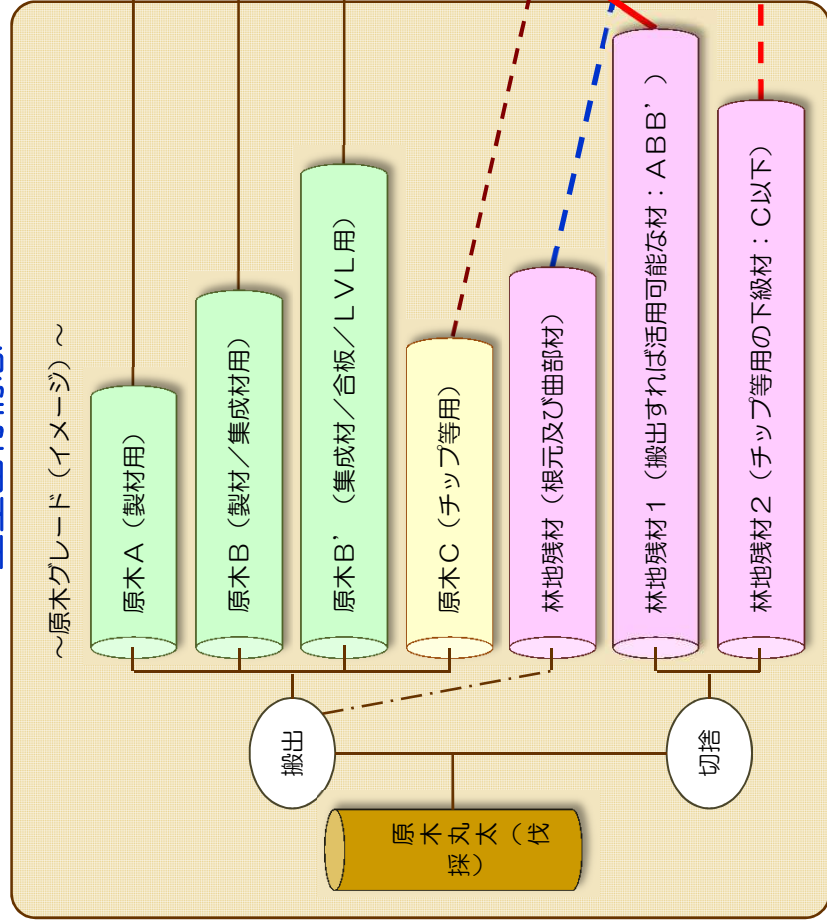 ～原木グレード（イメージ）～
原木丸太（伐
採）
搬出
切捨
原木Ａ（製材用）
原木Ｂ（製材／集成材用）
原木Ｂ’（集成材／合板／ＬＶＬ用）
原木Ｃ（チップ等用）
林地残材（根元及び曲部材）
林地残材１（搬出すれば活用可能な材：ＡＢＢ’）
林地残材２（チップ等用の下級材：Ｃ以下）